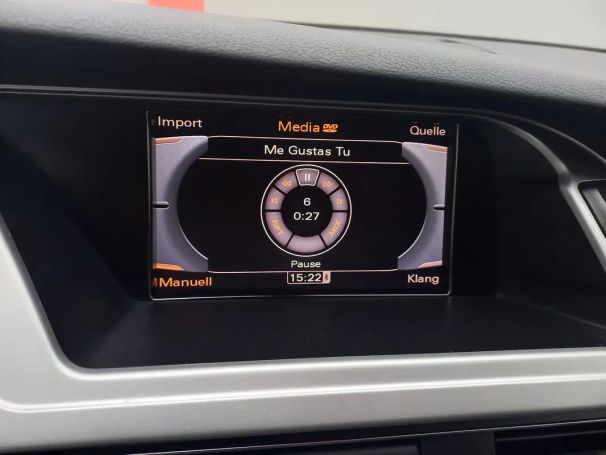 Import Media DVD Quelle
Me Gustas Tu
6
0:27
RPT MIX
Pause
15:22
Manuell Klang